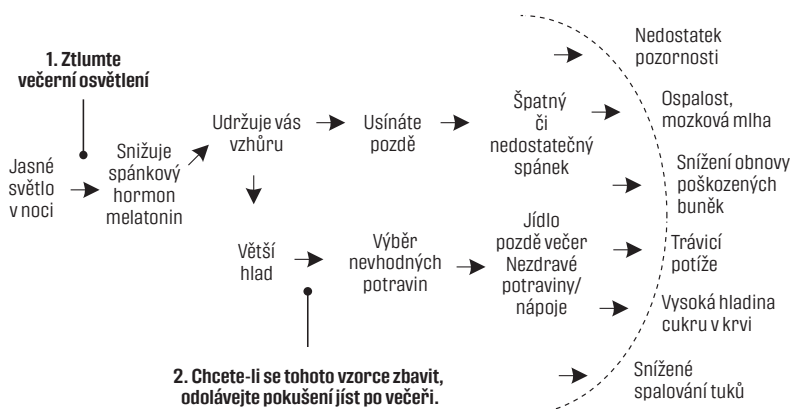 1. Ztlumte
večerní osvětlení
Jasné
světlo
v noci
Snižuje
spánkový
hormon
melatonin
Udržuje vás
vzhůru
Usínáte
pozdě
Špatný
či
nedostatečný
spánek
Větší
hlad
Výběr
nevhodných
potravin
Jídlo
pozdě večer
Nezdravé
potraviny/
nápoje
Nedostatek
pozornosti
Ospalost,
mozková mlha
Snížení obnovy
poškozených
buněk
Trávicí
potíže
Vysoká hladina
cukru v krvi
Snížené
spalování tuků
2. Chcete-li se tohoto vzorce zbavit,
odolávejte pokušení jíst po večeři.